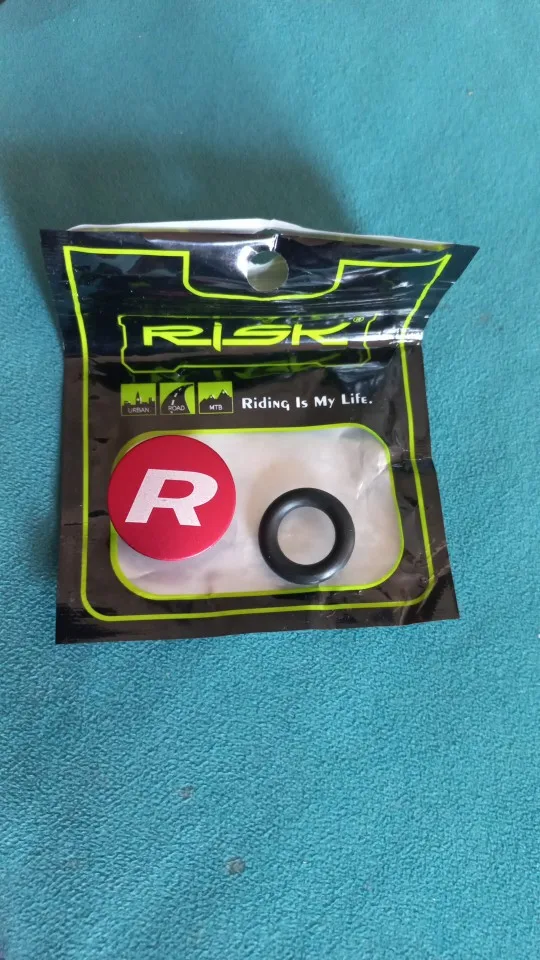 RISK®
URBAN
ROAD
MTB
Riding Is My Life.
R